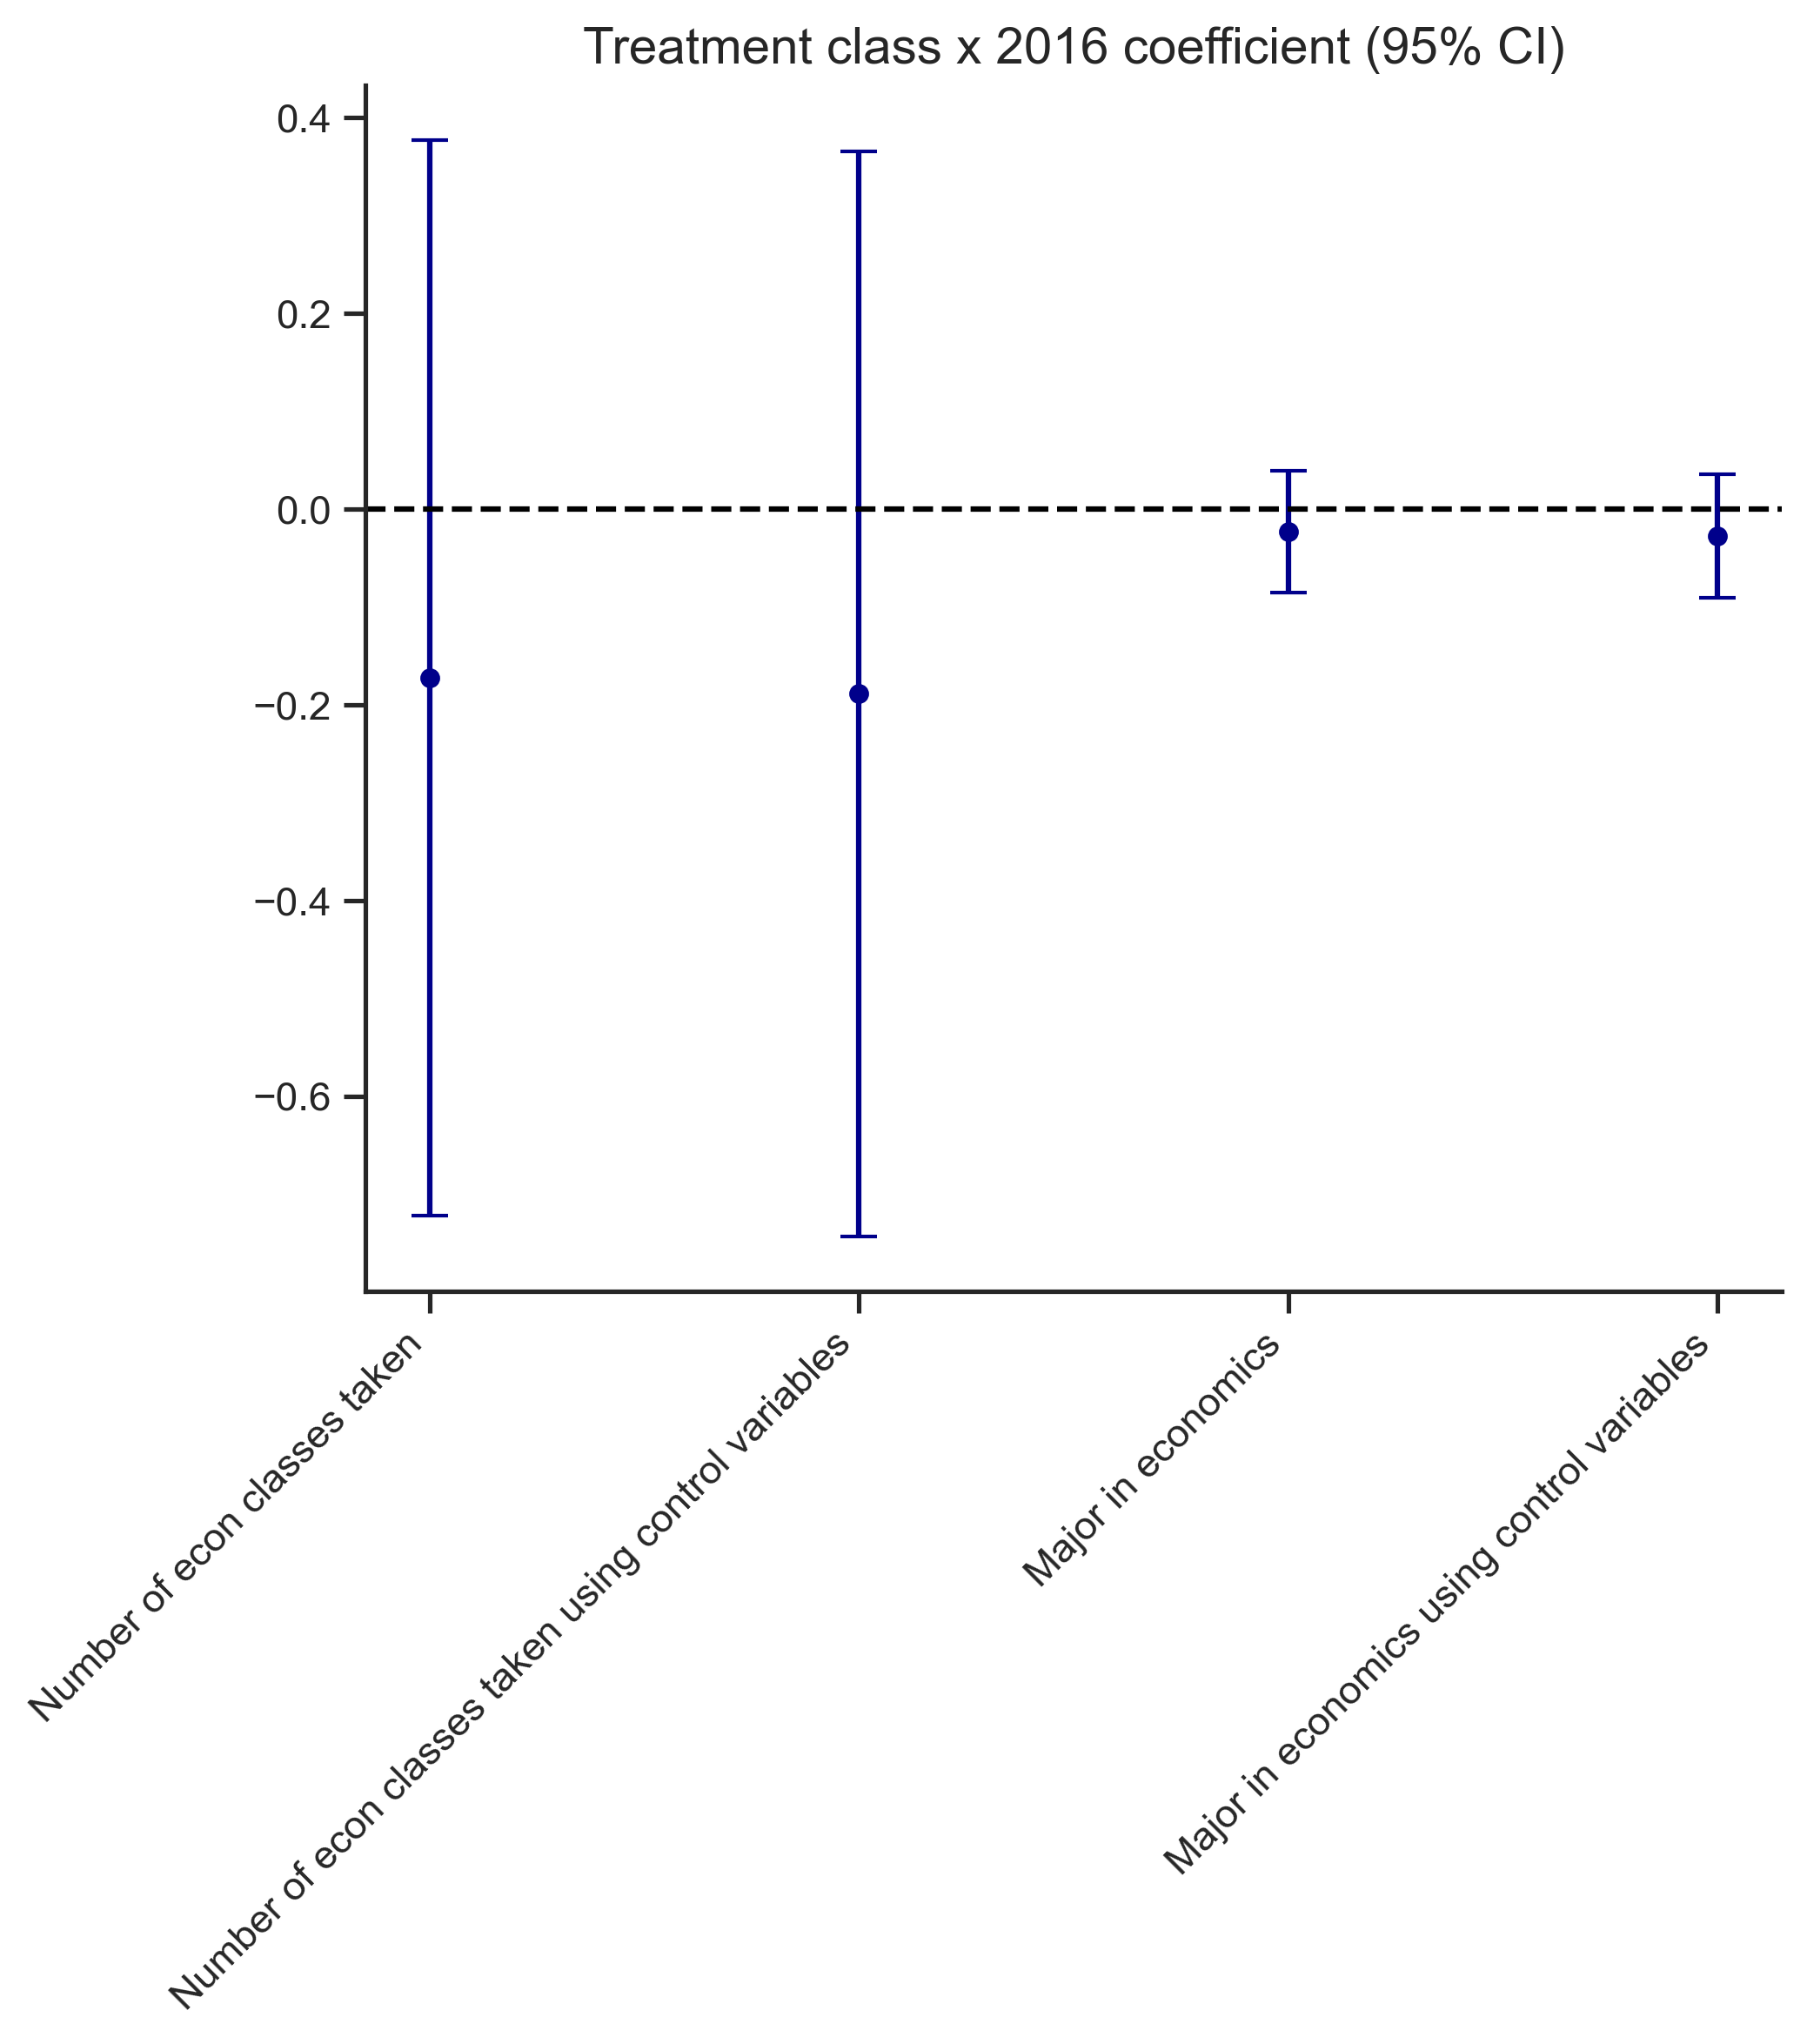 Treatment class x 2016 coefficient (95% CI)
0.4
0.2
0.0
−0.2
−0.4
−0.6
Number of econ classes taken
Number of econ classes taken using control variables
Major in economics
Major in economics using control variables